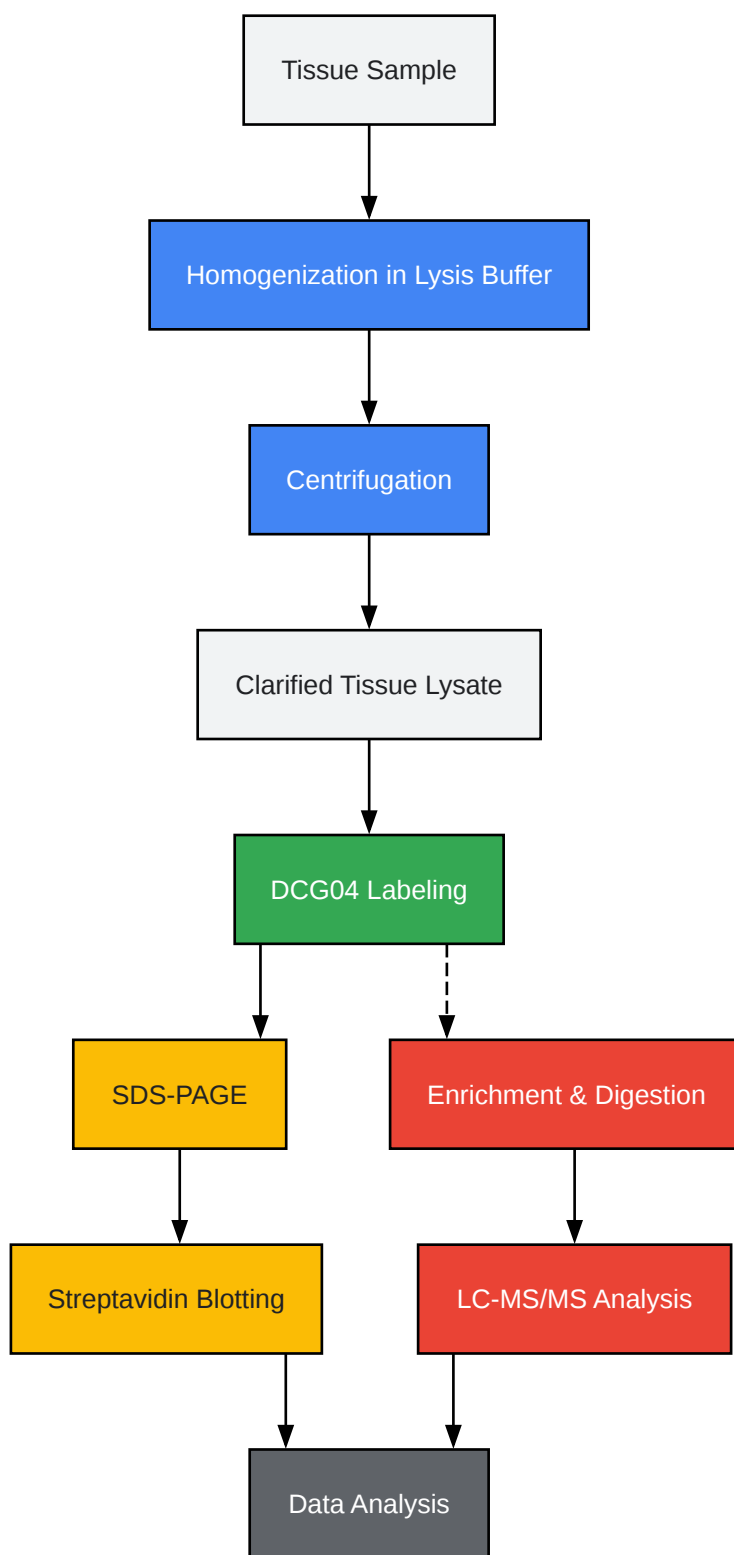 Tissue Sample
Homogenization in Lysis Buffer
Centrifugation
Clarified Tissue Lysate
DCG04 Labeling
SDS-PAGE
Enrichment & Digestion
Streptavidin Blotting
LC-MS/MS Analysis
Data Analysis